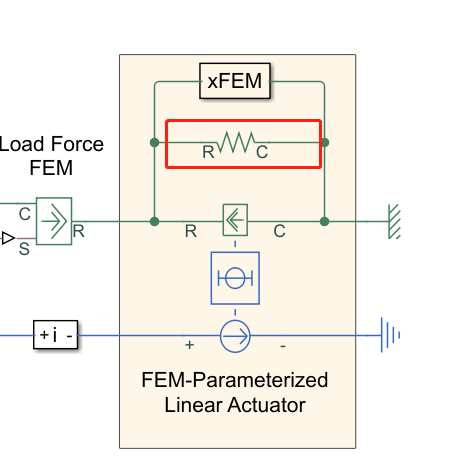 xFEM
Load Force
FEM
R C
C
R
R
C
S
+ i -
+ -
FEM-Parameterized
Linear Actuator